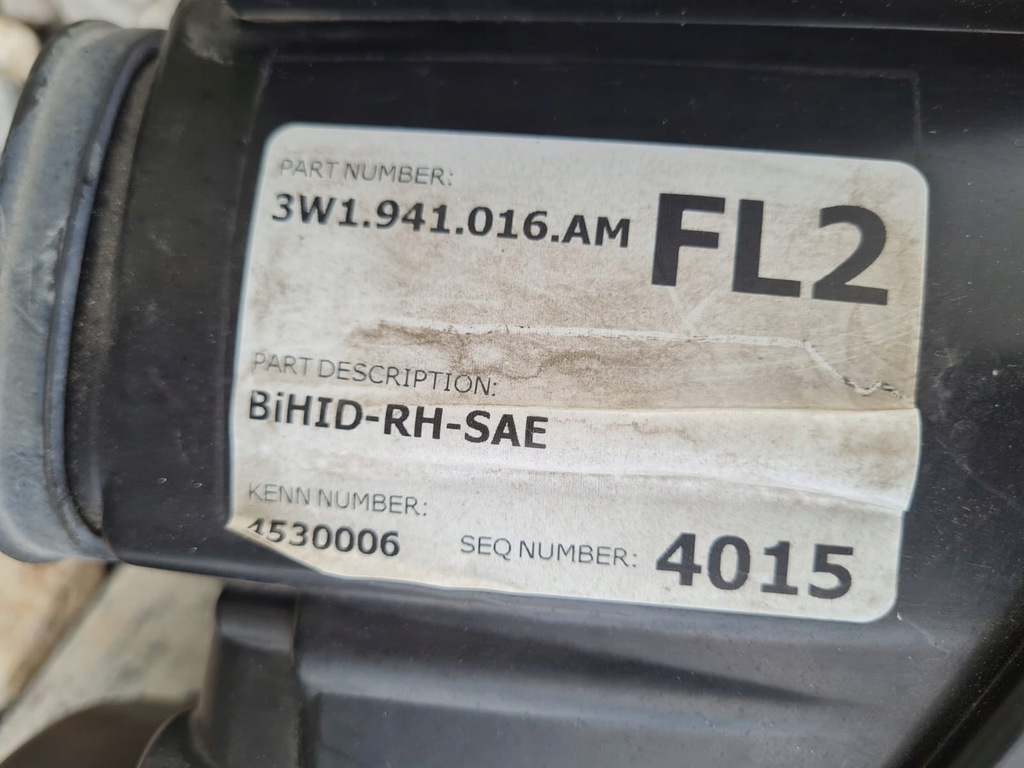 PART NUMBER:
3W1.941.016.AM
FL2
PART DESCRIPTION:
BiHID-RH-SAE
KENN NUMBER:
4530006
SEQ NUMBER: 4015